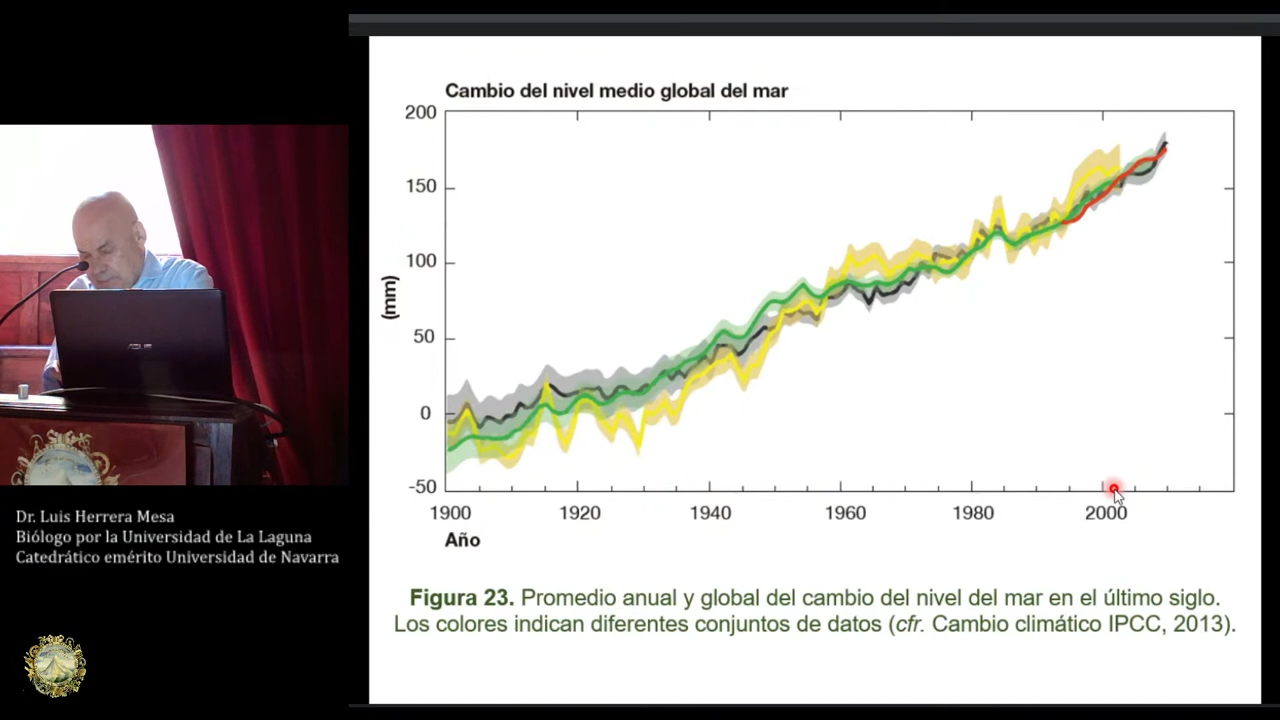 Cambio del nivel medio global del mar
200
150
100
50
0
-50
(mm)
1900 1920 1940 1960 1980 2000
Año
Figura 23. Promedio anual y global del cambio del nivel del mar en el último siglo.
Los colores indican diferentes conjuntos de datos (cfr. Cambio climático IPCC, 2013).
ASUS
Dr. Luis Herrera Mesa
Biólogo por la Universidad de La Laguna
Catedrático emérito Universidad de Navarra